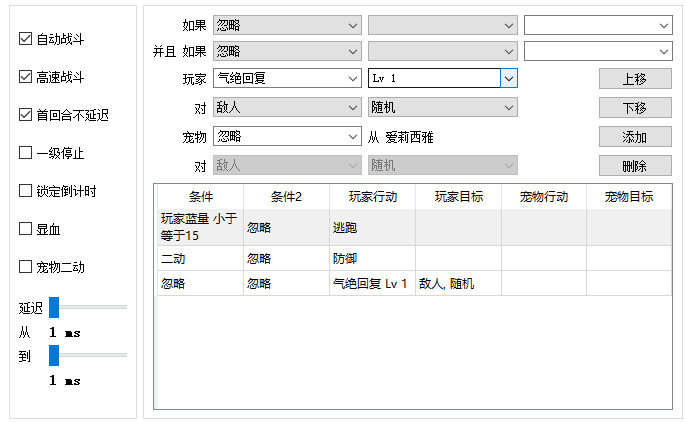 自动战斗
高速战斗
首回合不延迟
一级停止
锁定倒计时
显血
宠物二动
延迟
从 1 ms
到
1 ms
如果 忽略
并且 如果 忽略
玩家 气绝回复 Lv 1 上移
对 敌人 随机 下移
宠物 忽略 从 爱莉西雅 添加
对 敌人 随机 删除
条件 条件2 玩家行动 玩家目标 宠物行动 宠物目标
玩家蓝量 小于
等于15 忽略 逃跑
二动 忽略 防御
忽略 忽略 气绝回复 Lv 1 敌人, 随机